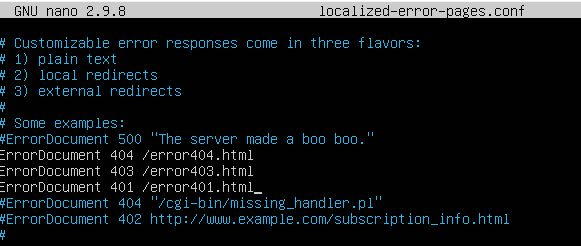 GNU nano 2.9.8 localized-error-pages.conf
# Customizable error responses come in three flavors:
# 1) plain text
# 2) local redirects
# 3) external redirects
#
# Some examples:
#ErrorDocument 500 "The server made a boo boo."
ErrorDocument 404 /error404.html
ErrorDocument 403 /error403.html
ErrorDocument 401 /error401.html_
#ErrorDocument 404 "/cgi-bin/missing_handler.pl"
#ErrorDocument 402 http://www.example.com/subscription_info.html
#